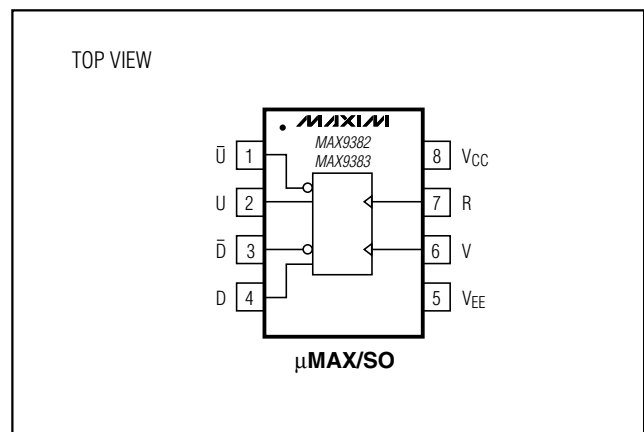 TOP VIEW
MAXIM
MAX9382
MAX9383
Ū 1
U 2
D̄ 3
D 4
8 VCC
7 R
6 V
5 VEE
µMAX/SO